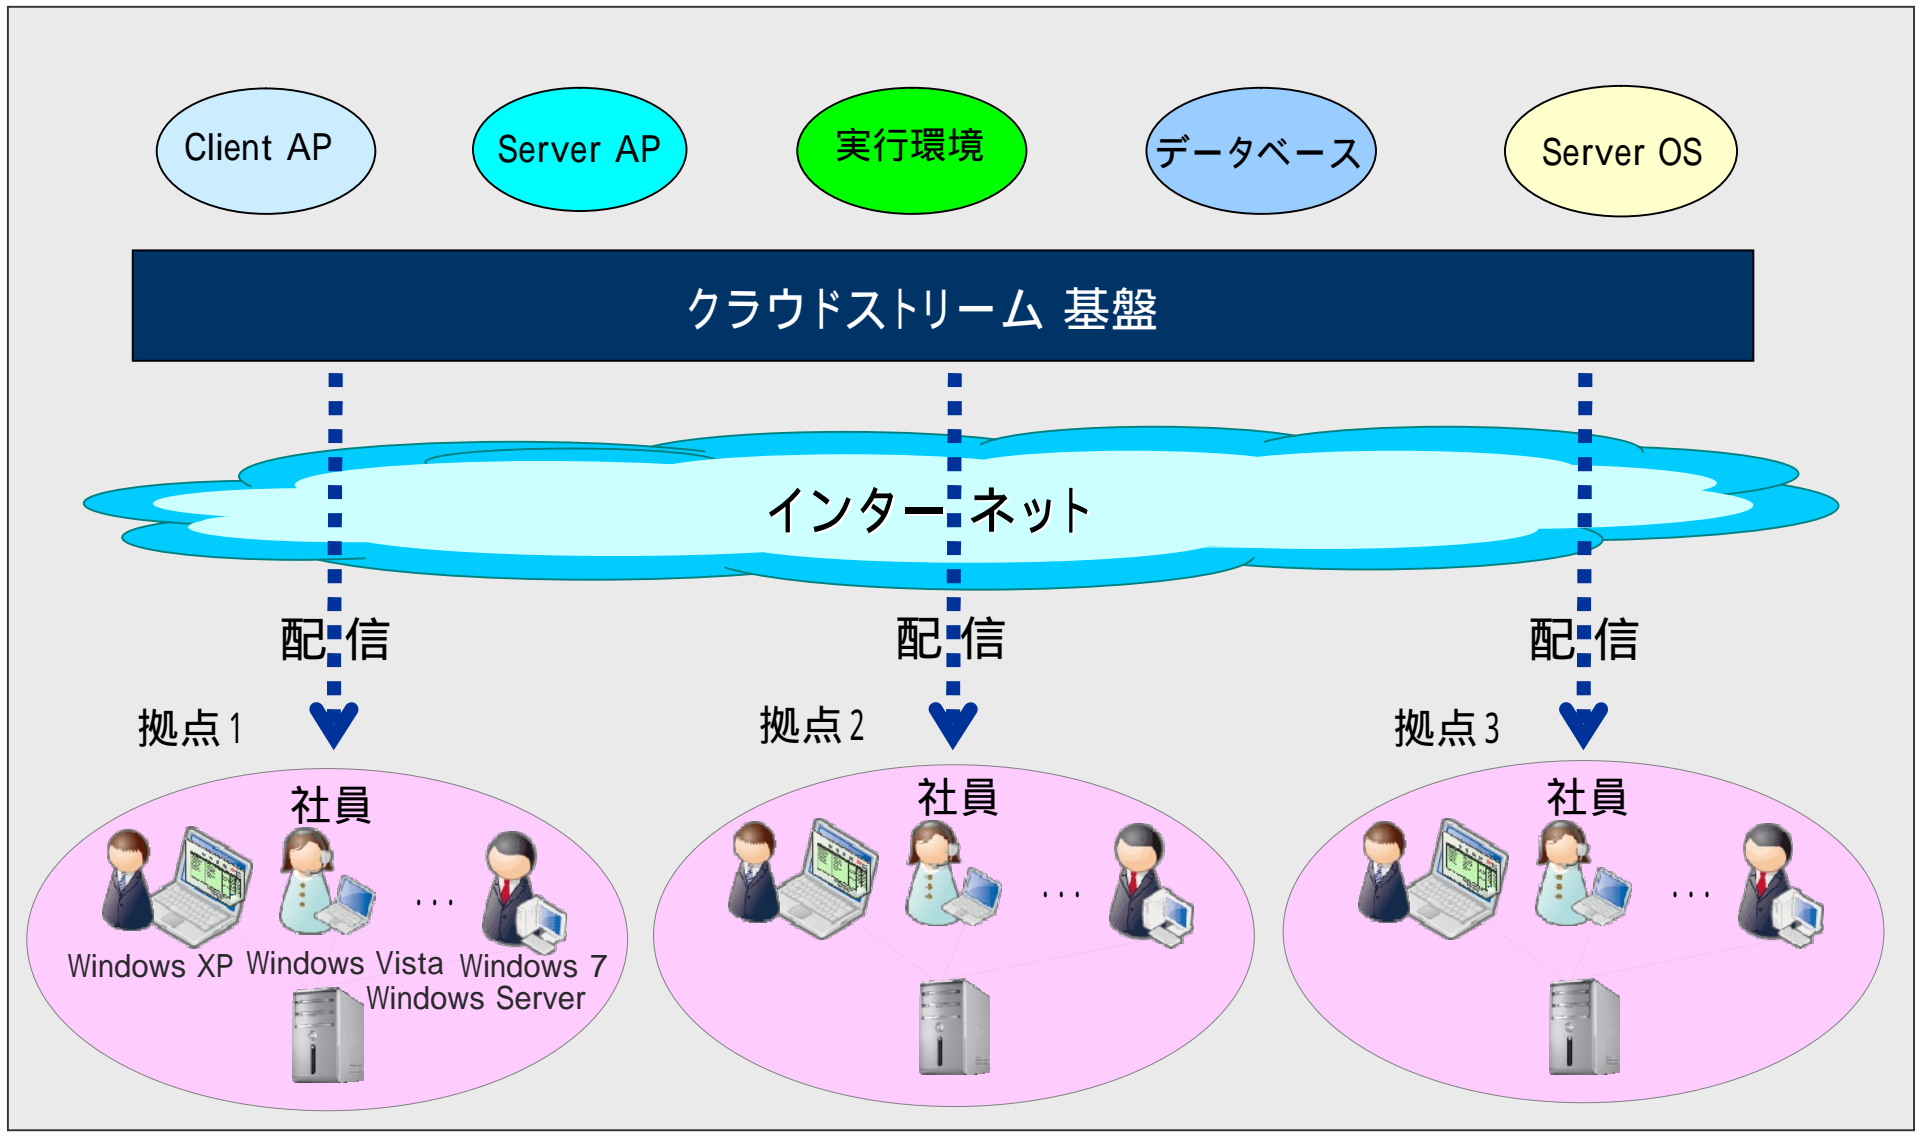 Client AP
Server AP
実行環境
データベース
Server OS
クラウドストリーム 基盤
インターネット
配信
配信
配信
拠点1
拠点2
拠点3
社員
社員
社員
...
...
...
Windows XP
Windows Vista
Windows 7
Windows Server